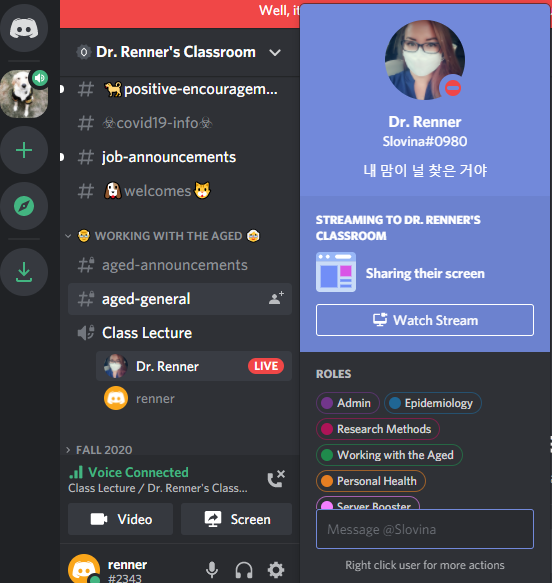 Well, it
Dr. Renner's Classroom
# 🐕positive-encouragem...
# ☣covid19-info☣
# job-announcements
# 🐶welcomes🐱
WORKING WITH THE AGED
# aged-announcements
# aged-general
Class Lecture
Dr. Renner LIVE
renner
FALL 2020
Voice Connected
Class Lecture / Dr. Renner's Class...
Video Screen
renner
#2343
Dr. Renner
Slovina#0980
내 맘이 널 찾은 거야
STREAMING TO DR. RENNER'S
CLASSROOM
Sharing their screen
Watch Stream
ROLES
Admin Epidemiology
Research Methods
Working with the Aged
Personal Health
Server Booster
Message @Slovina
Right click user for more actions